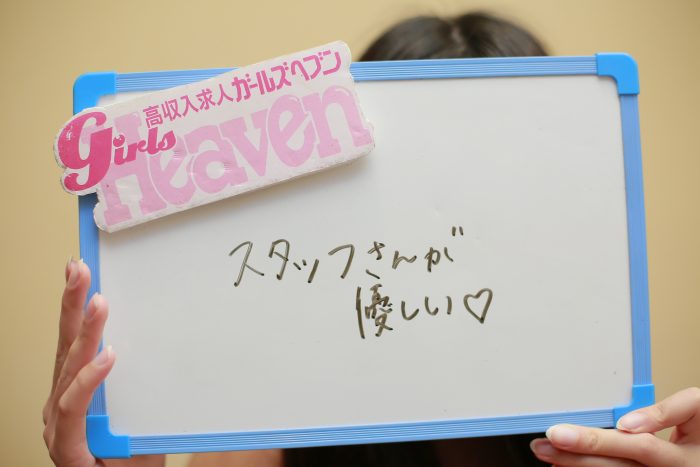 高収入求人ガールズヘブン
Girls
Heaven
スタッフさんが
優しい♡